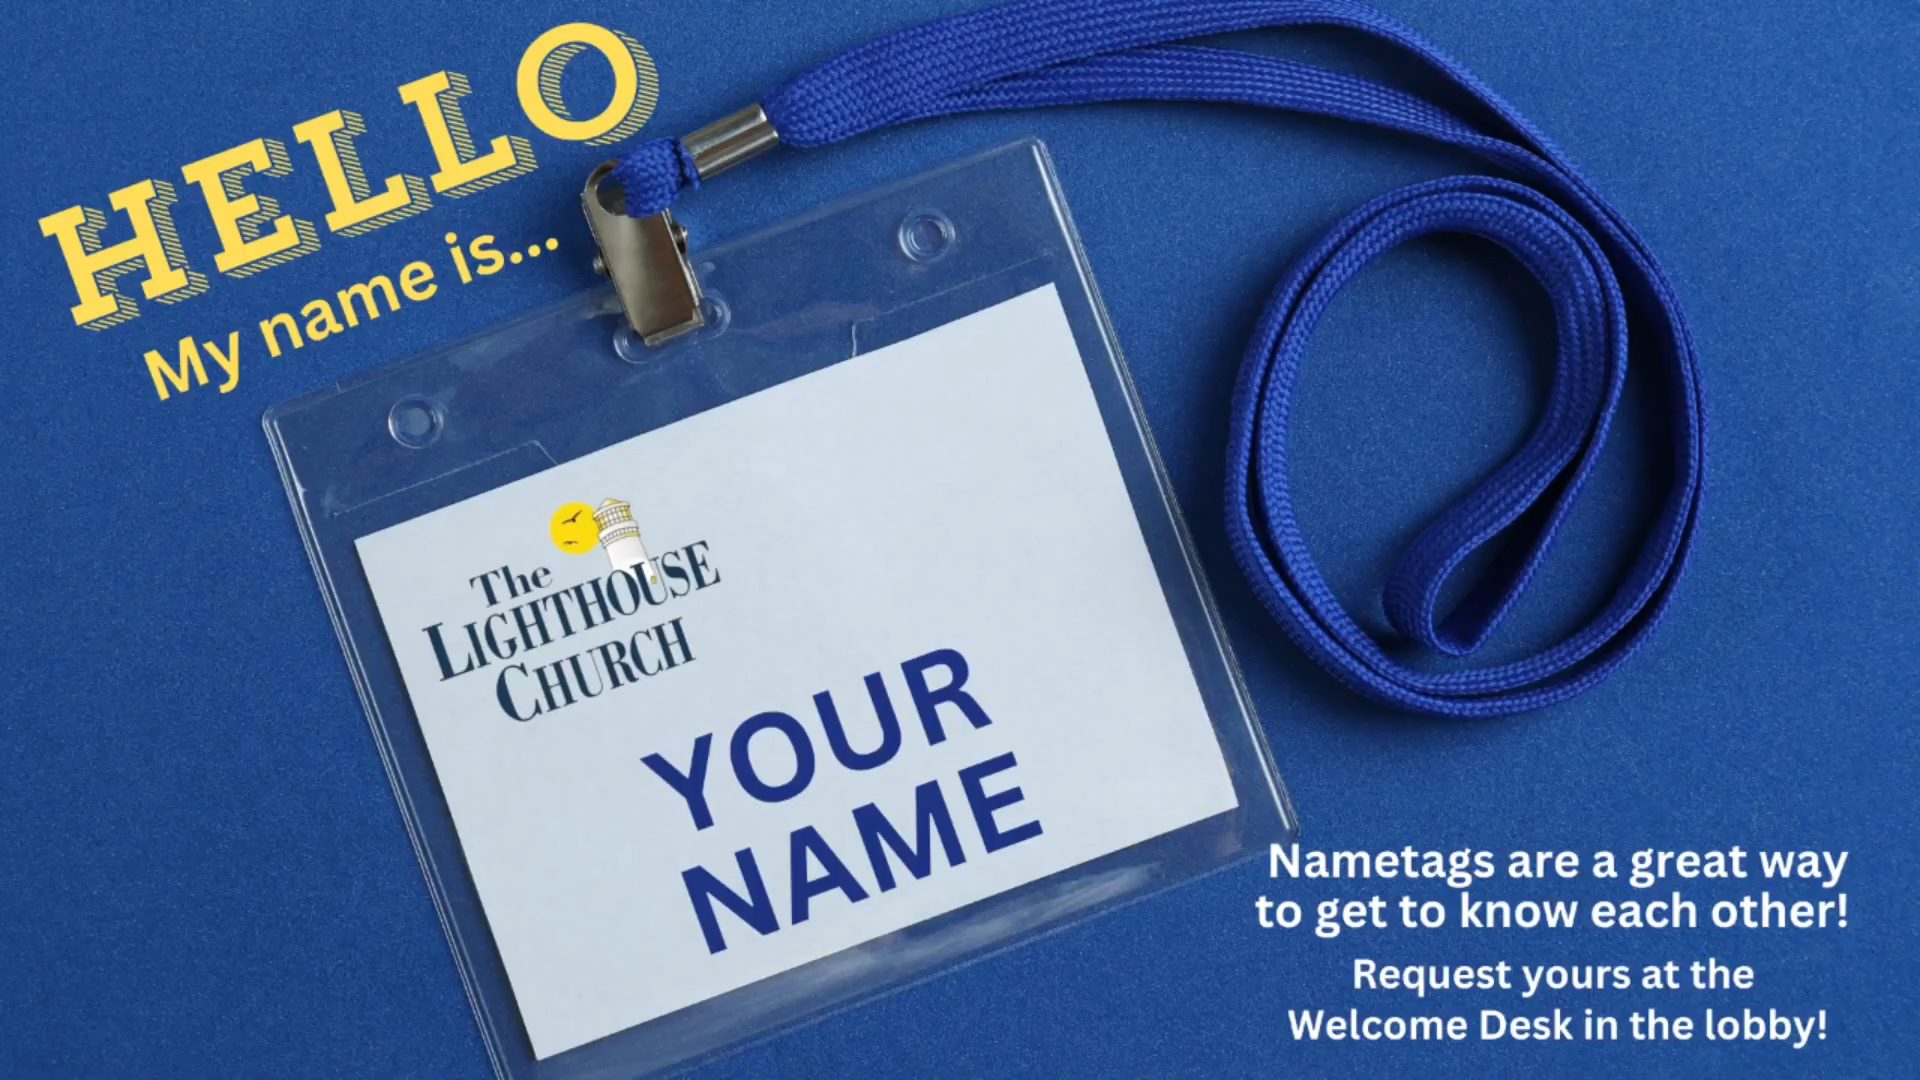 HELLO
My name is...
The
LIGHTHOUSE
CHURCH
YOUR
NAME
Nametags are a great way
to get to know each other!
Request yours at the
Welcome Desk in the lobby!